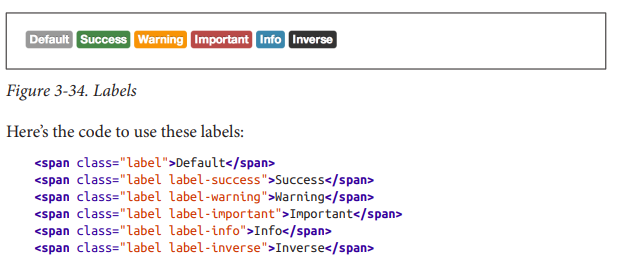 Default Success Warning Important Info Inverse
Figure 3-34. Labels
Here’s the code to use these labels:
<span class="label">Default</span>
<span class="label label-success">Success</span>
<span class="label label-warning">Warning</span>
<span class="label label-important">Important</span>
<span class="label label-info">Info</span>
<span class="label label-inverse">Inverse</span>